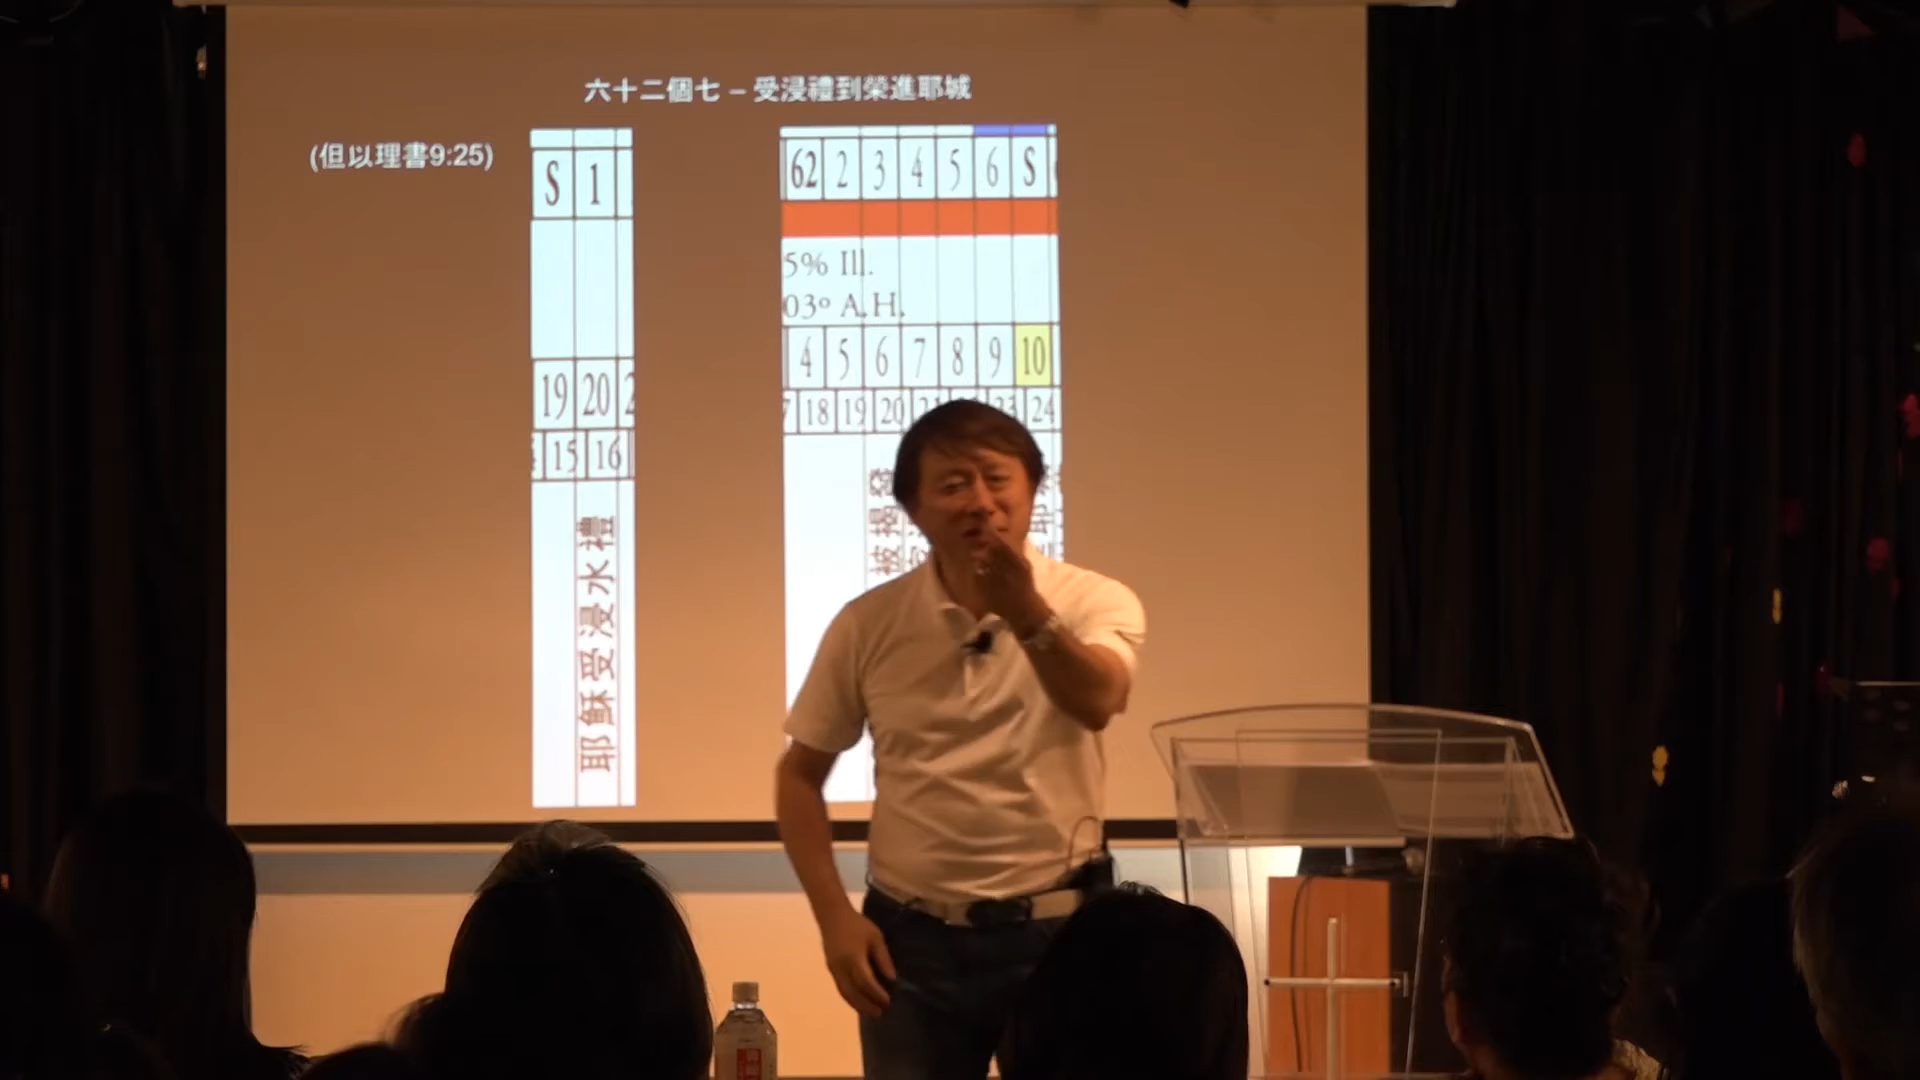 六十二個七 – 受浸禮到榮進耶城
(但以理書9:25)
S 1
19 20
15 16
耶穌受浸水禮
62 2 3 4 5 6 S
5% Ill.
03º A.H.
4 5 6 7 8 9 10
18 19 20 24